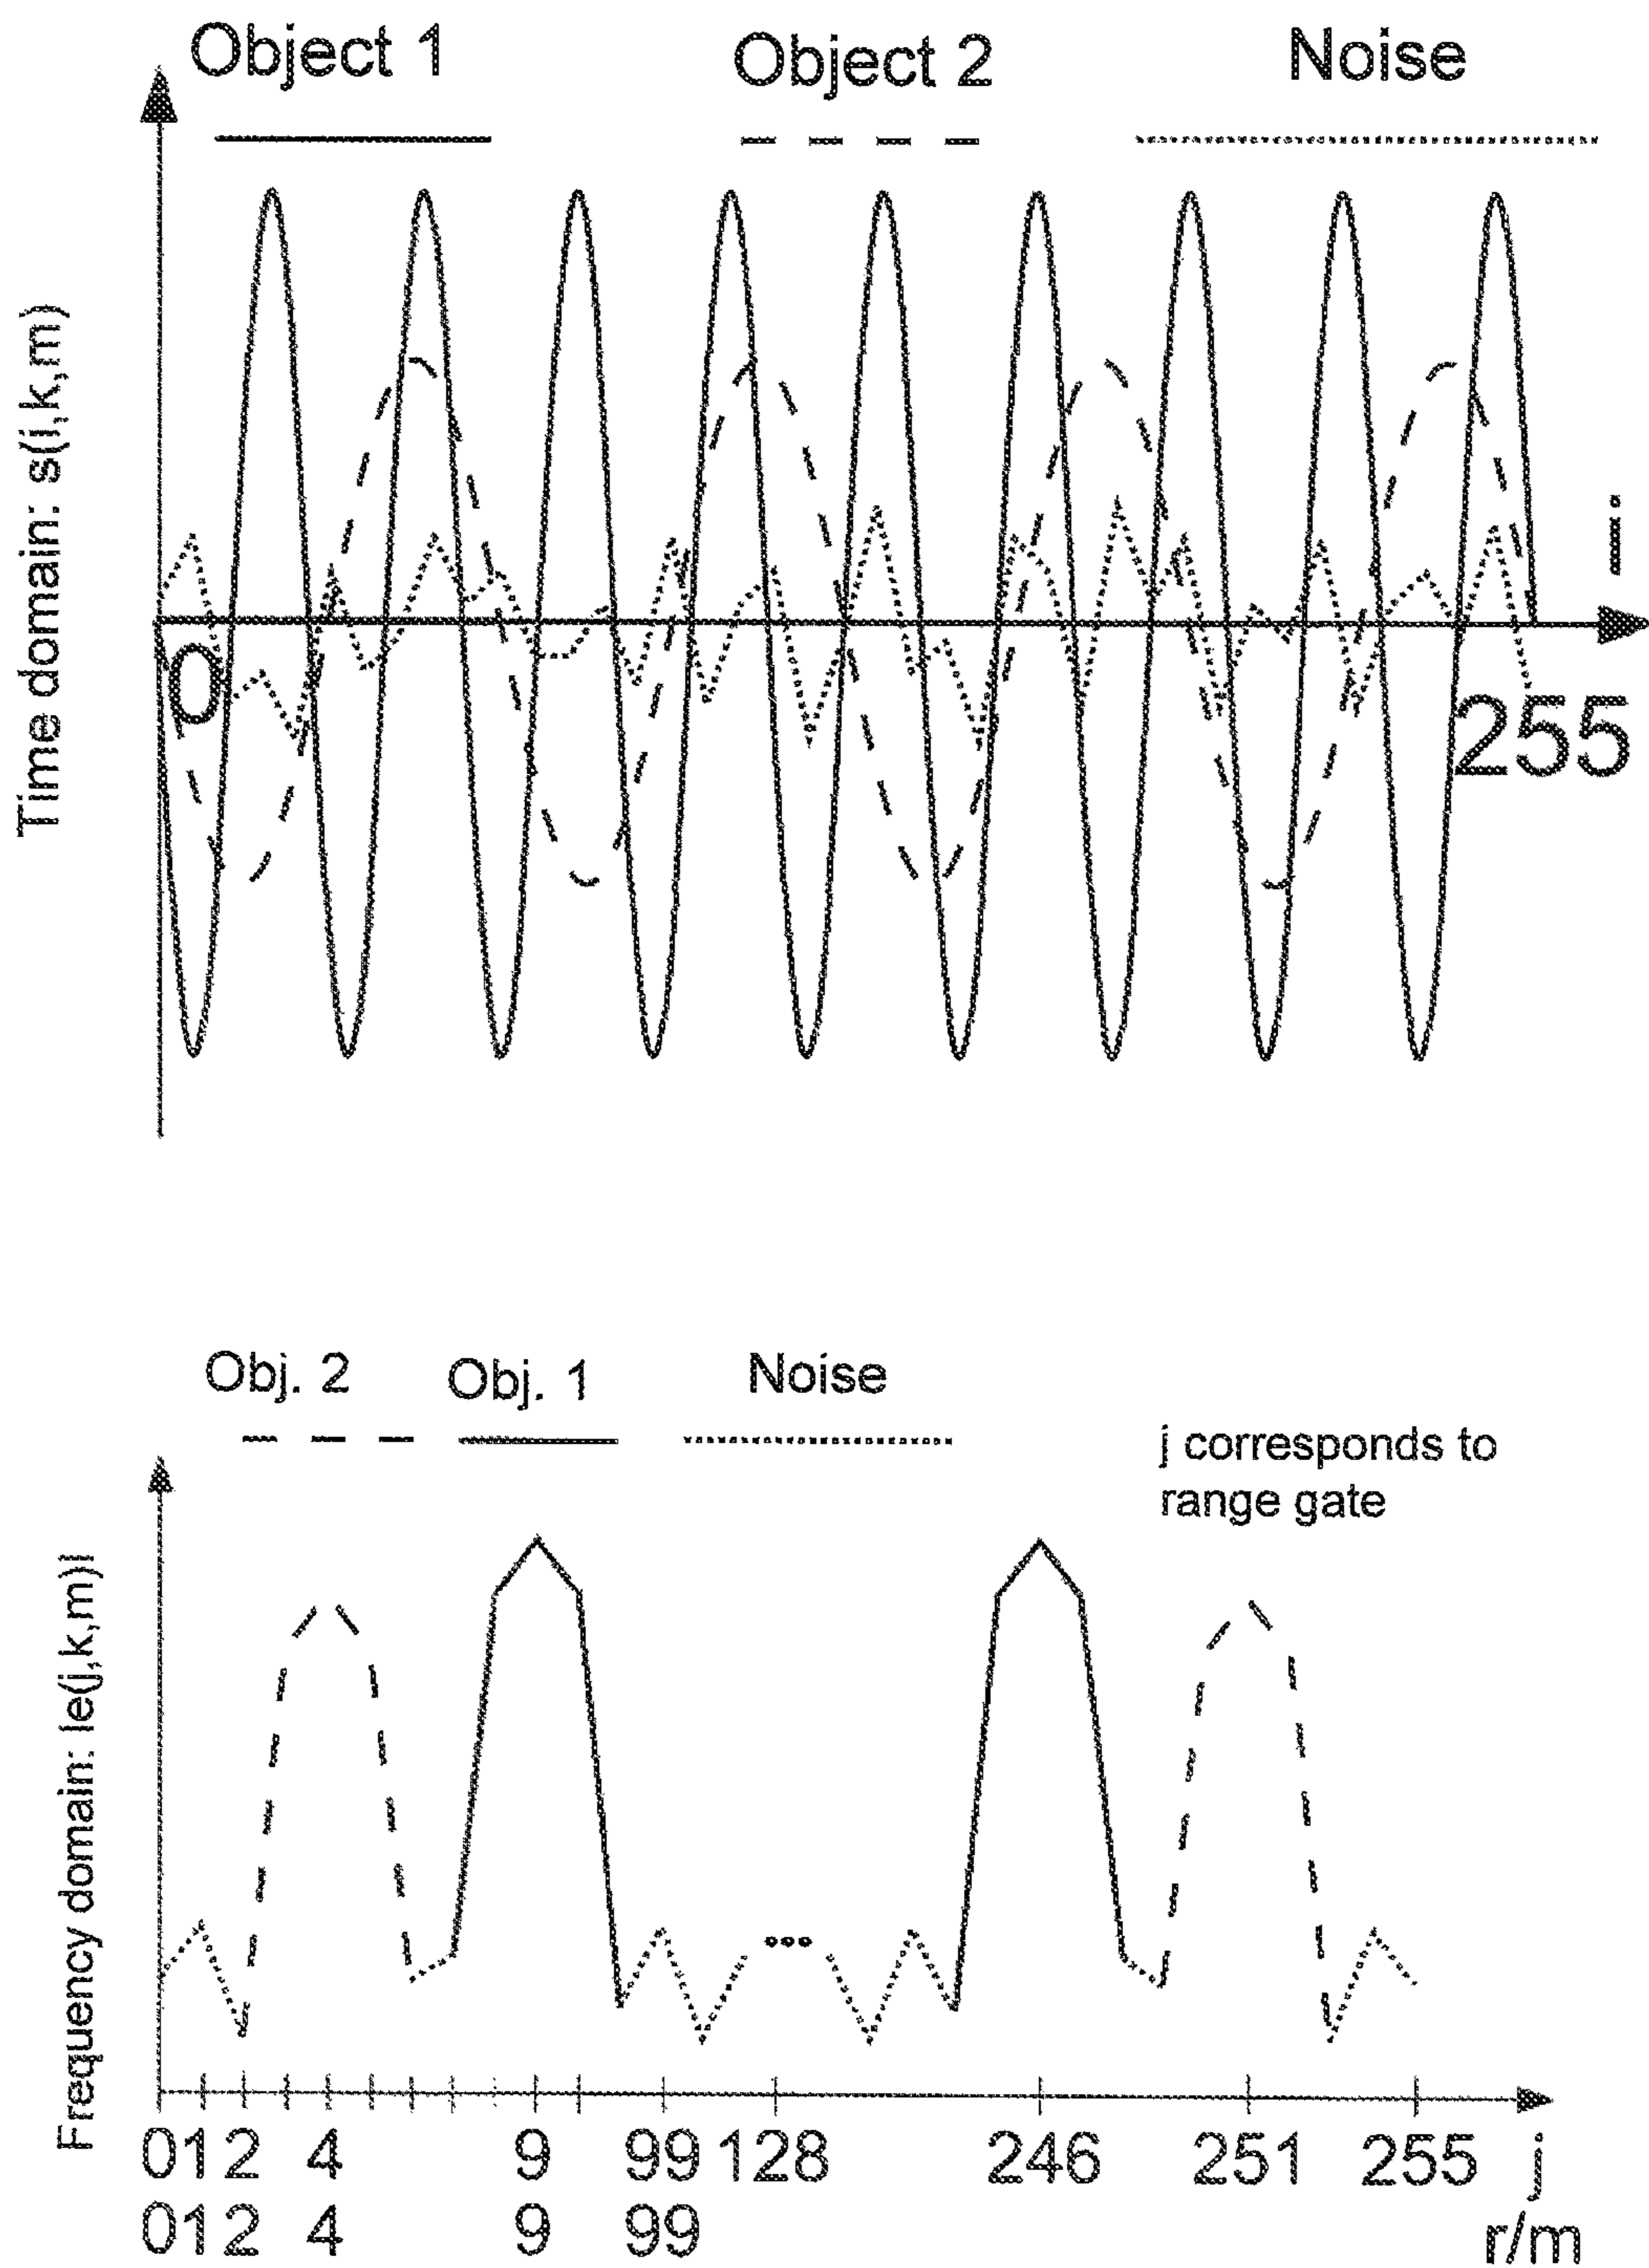 Object 1
Object 2
Noise
Time domain: s(i,k,m)
i
0
255
Obj. 2
Obj. 1
Noise
j corresponds to
range gate
Frequency domain: |e(j,k,m)|
0 1 2 4 9 99 128 246 251 255 j
0 1 2 4 9 99 r/m